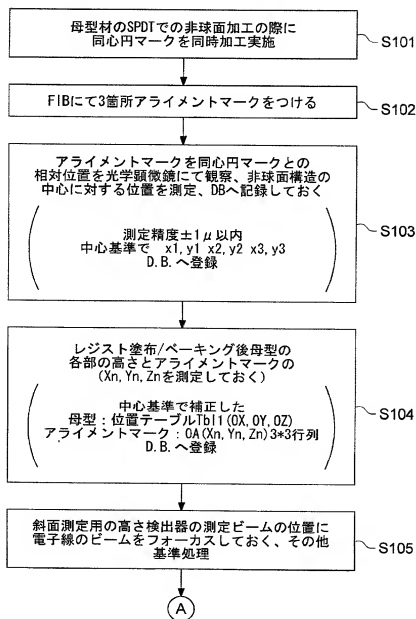 母型材のSPDTでの非球面加工の際に
同心円マークを同時加工実施
S101
FIBにて3箇所アライメントマークをつける
S102
アライメントマークを同心円マークとの
相対位置を光学顕微鏡にて観察、非球面構造の
中心に対する位置を測定、DBへ記録しておく
測定精度±1μ以内
中心基準で x1,y1 x2,y2 x3,y3
D.B.へ登録
S103
レジスト塗布/ベーキング後母型の
各部の高さとアライメントマークの
(Xn,Yn,Znを測定しておく)
中心基準で補正した
母型:位置テーブルTbl1(OX,OY,OZ)
アライメントマーク:OA(Xn,Yn,Zn)3*3行列
D.B.へ登録
S104
斜面測定用の高さ検出器の測定ビームの位置に
電子線のビームをフォーカスしておく、その他
基準処理
S105
A